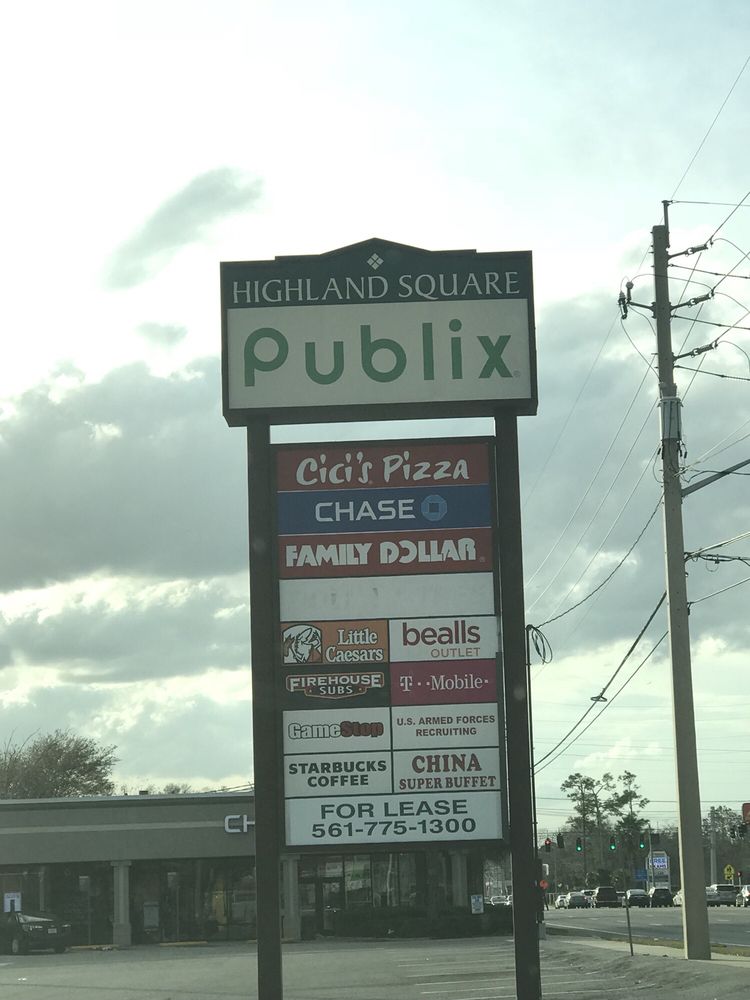 HIGHLAND SQUARE
Publix
Cici's Pizza
CHASE
FAMILY DOLLAR
Little
Caesars
bealls
OUTLET
FIREHOUSE
SUBS
T-Mobile
GameStop
U.S. ARMED FORCES
RECRUITING
STARBUCKS
COFFEE
CHINA
SUPER BUFFET
FOR LEASE
561-775-1300
CH